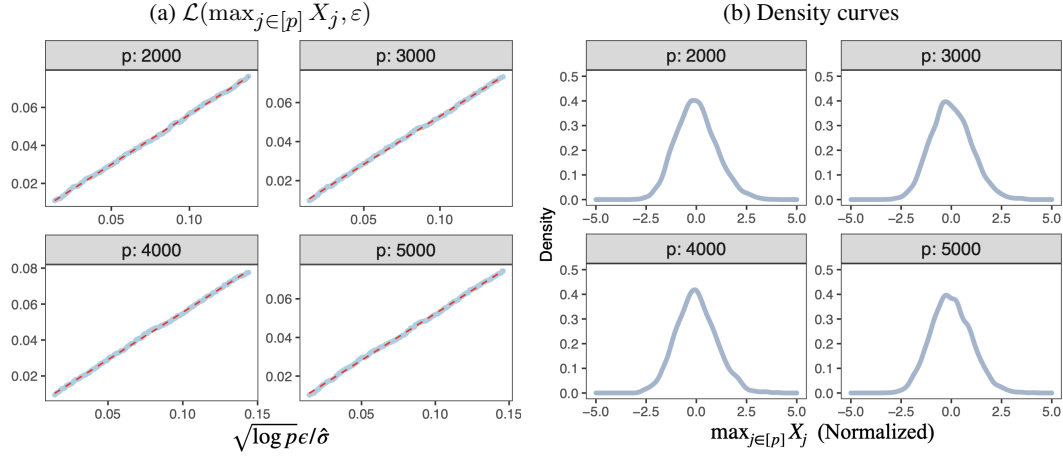 (a) $\mathcal{L}(\max_{j\in[p]} X_j, \varepsilon)$
p: 2000
p: 3000
0.06
0.04
0.02
0.05
0.10
0.06
0.04
0.02
0.05
0.10
p: 4000
p: 5000
0.08
0.06
0.04
0.02
0.05
0.10
0.15
0.06
0.04
0.02
0.05
0.10
0.15
$\sqrt{\log p}\epsilon/\hat{\sigma}$
(b) Density curves
Density
p: 2000
p: 3000
0.5
0.4
0.3
0.2
0.1
0.0
−5.0 −2.5 0.0 2.5 5.0
0.5
0.4
0.3
0.2
0.1
0.0
−5.0 −2.5 0.0 2.5 5.0
p: 4000
p: 5000
0.5
0.4
0.3
0.2
0.1
0.0
−5.0 −2.5 0.0 2.5 5.0
0.5
0.4
0.3
0.2
0.1
0.0
−5.0 −2.5 0.0 2.5 5.0
$\max_{j\in[p]} X_j$ (Normalized)